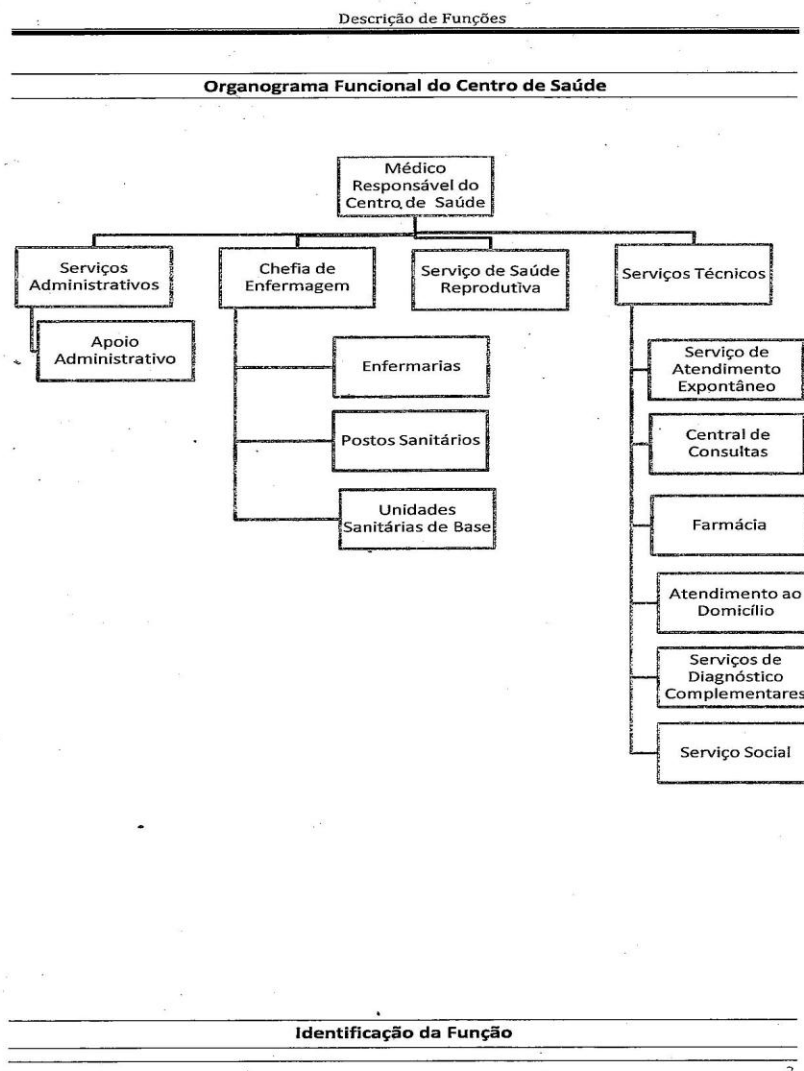 Descrição de Funções
Organograma Funcional do Centro de Saúde
Médico
Responsável do
Centro de Saúde
Serviços
Administrativos
Chefia de
Enfermagem
Serviço de Saúde
Reprodutiva
Serviços Técnicos
Apoio
Administrativo
Enfermarias
Postos Sanitários
Unidades
Sanitárias de Base
Serviço de
Atendimento
Expontâneo
Central de
Consultas
Farmácia
Atendimento ao
Domicílio
Serviços de
Diagnóstico
Complementares
Serviço Social
Identificação da Função